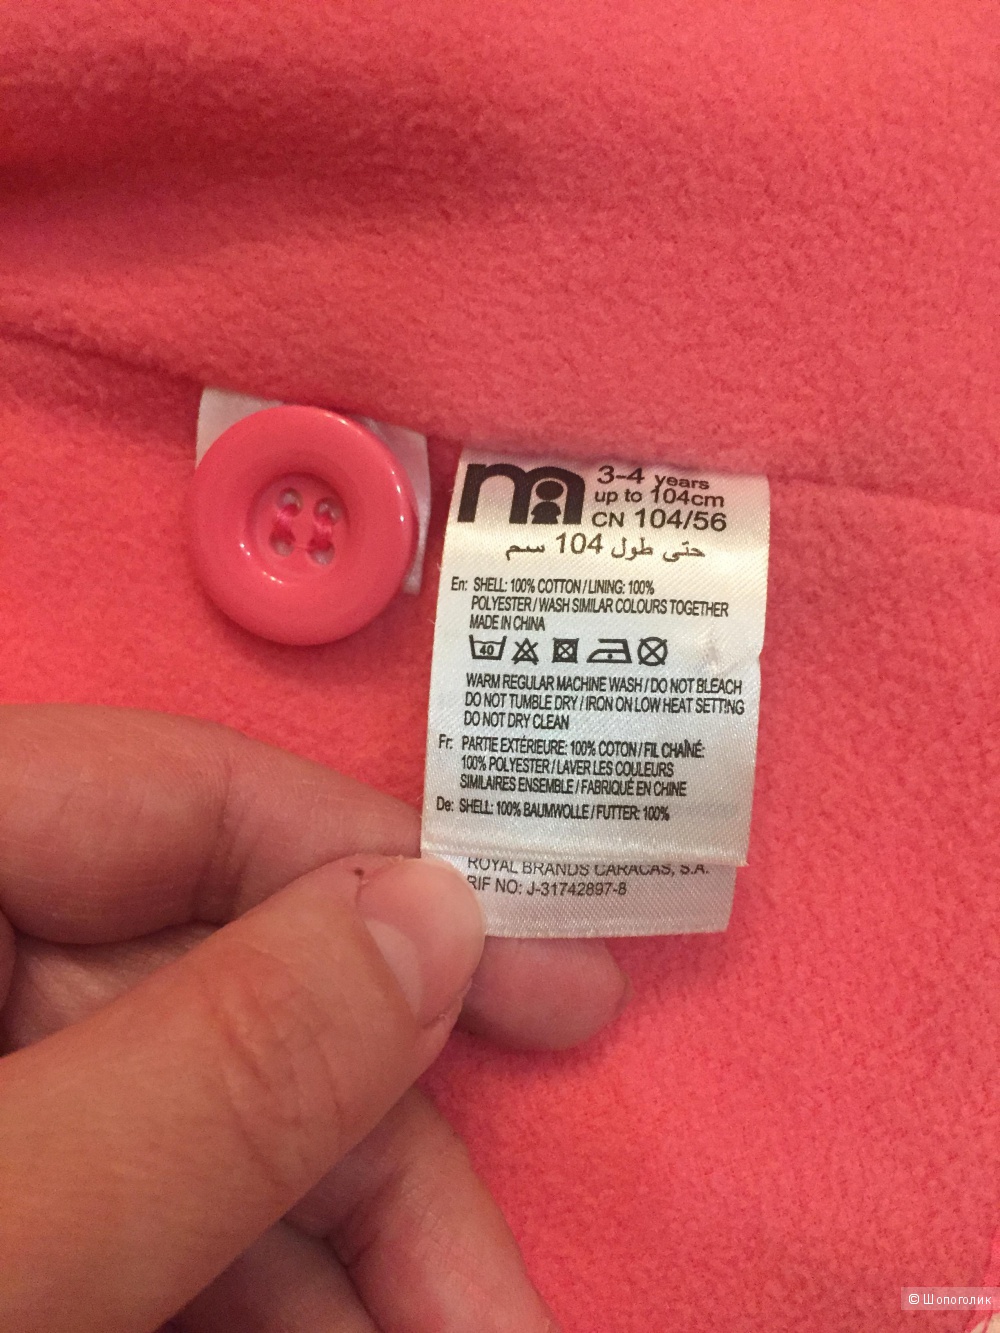 3-4 years
up to 104cm
CN 104/56
حتى طول 104 سم
En: SHELL: 100% COTTON / LINING: 100%
POLYESTER / WASH SIMILAR COLOURS TOGETHER
MADE IN CHINA
40
WARM REGULAR MACHINE WASH / DO NOT BLEACH
DO NOT TUMBLE DRY / IRON ON LOW HEAT SETTING
DO NOT DRY CLEAN
Fr: PARTIE EXTÉRIEURE: 100% COTON / FIL CHAÎNÉ:
100% POLYESTER / LAVER LES COULEURS
SIMILAIRES ENSEMBLE / FABRIQUÉ EN CHINE
De: SHELL: 100% BAUMWOLLE / FUTTER: 100%
ROYAL BRANDS CARACAS, S.A.
RIF NO: J-31742897-8
© Шопоголик